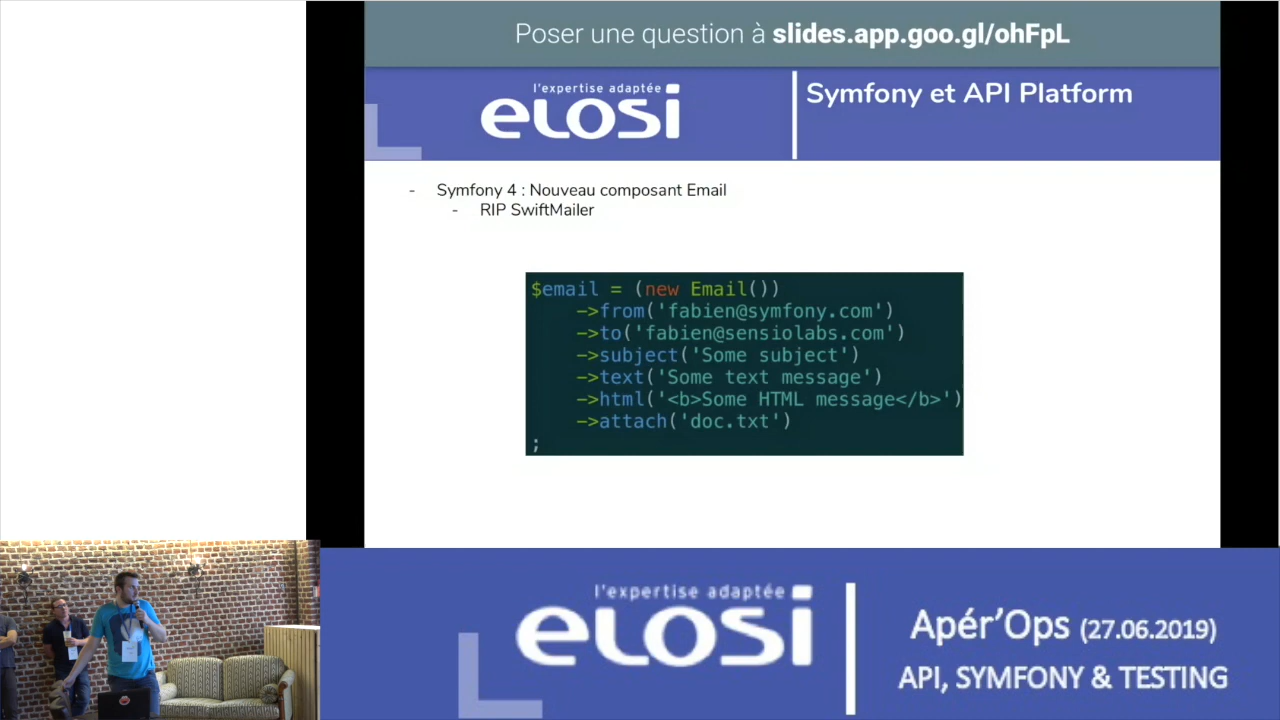 Poser une question à slides.app.goo.gl/ohFpL
l'expertise adaptée
eLOSi
Symfony et API Platform
- Symfony 4 : Nouveau composant Email
- RIP SwiftMailer
$email = (new Email())
->from('fabien@symfony.com')
->to('fabien@sensiolabs.com')
->subject('Some subject')
->text('Some text message')
->html('<b>Some HTML message</b>')
->attach('doc.txt')
;
l'expertise adaptée
eLOSi
Apér'Ops (27.06.2019)
API, SYMFONY & TESTING